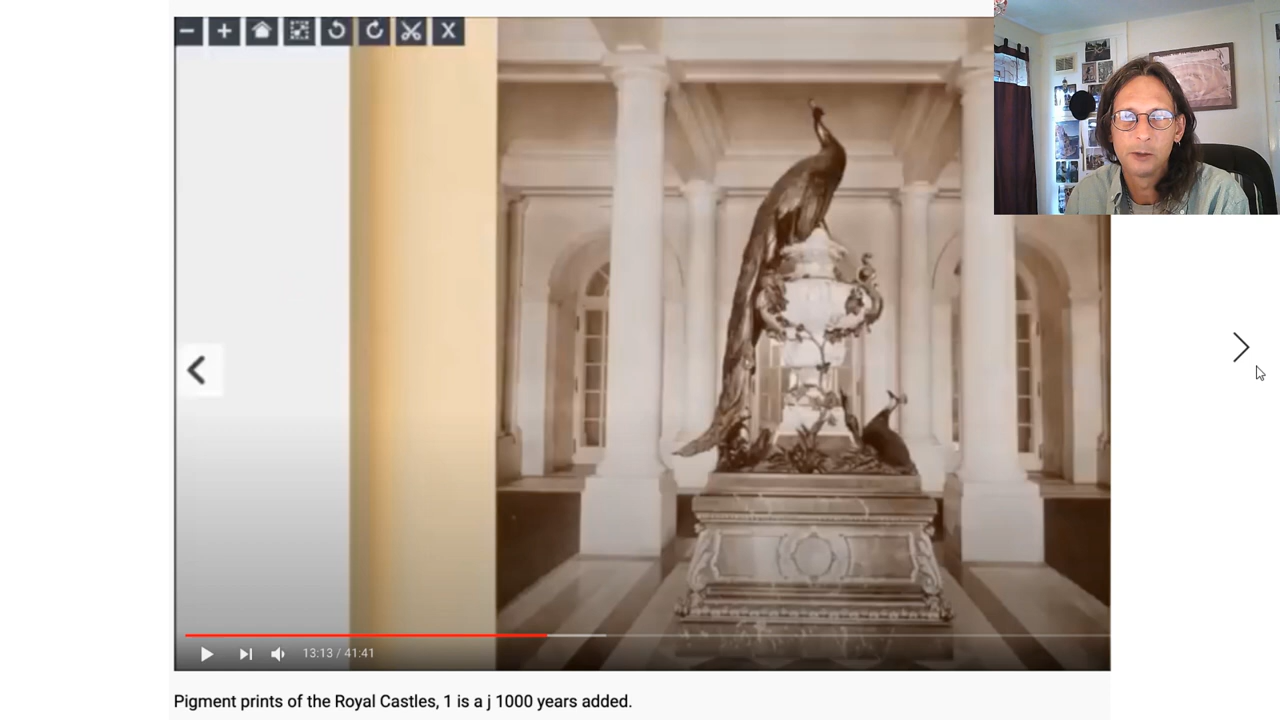 13:13 / 41:41
Pigment prints of the Royal Castles, 1 is a j 1000 years added.